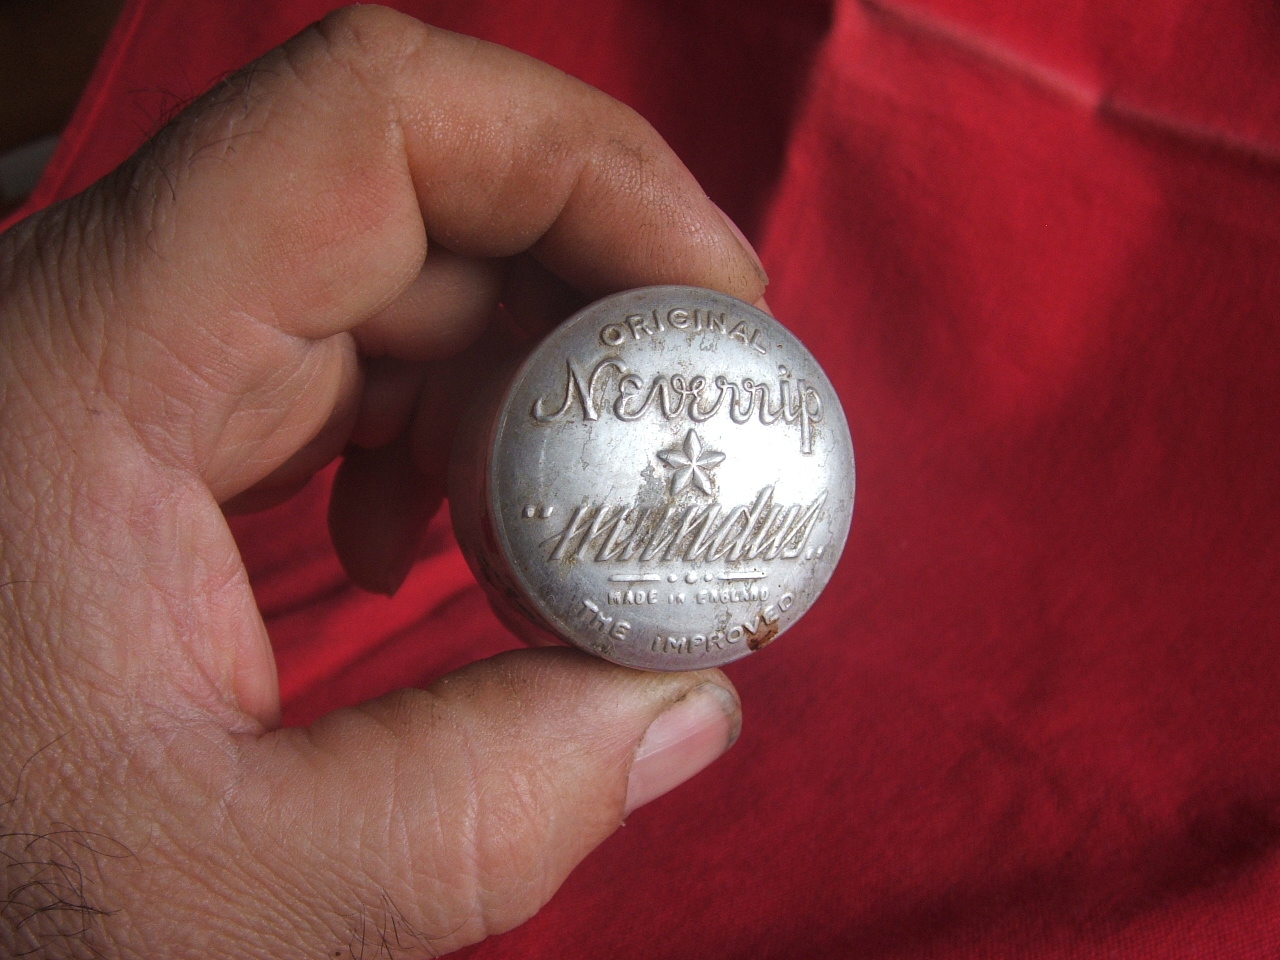 ORIGINAL
Neverrip
"mundus"
MADE IN ENGLAND
THE IMPROVED